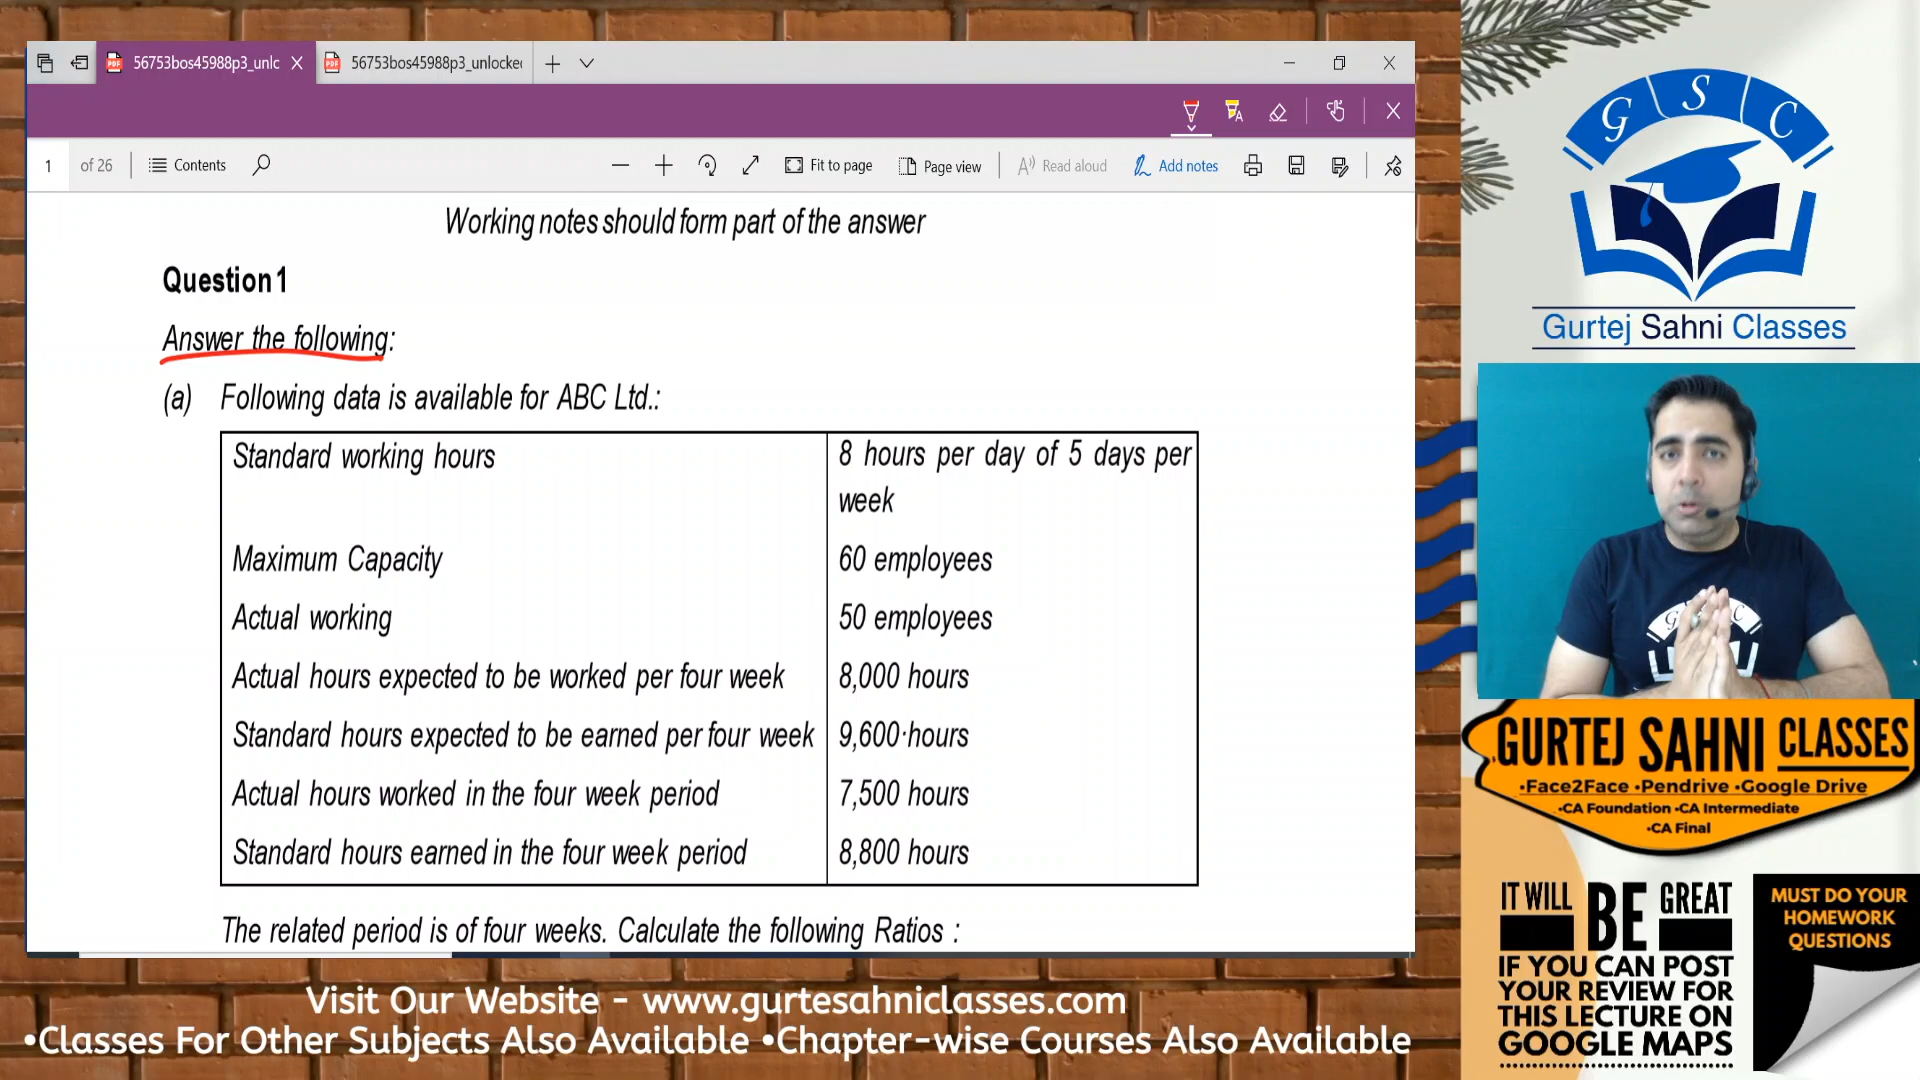 56753bos45988p3_unlc
56753bos45988p3_unlocke
1 of 26
Contents
Fit to page
Page view
Read aloud
Add notes
Working notes should form part of the answer
Question 1
Answer the following:
(a) Following data is available for ABC Ltd.:
Standard working hours
8 hours per day of 5 days per
week
Maximum Capacity
60 employees
Actual working
50 employees
Actual hours expected to be worked per four week
8,000 hours
Standard hours expected to be earned per four week
9,600·hours
Actual hours worked in the four week period
7,500 hours
Standard hours earned in the four week period
8,800 hours
The related period is of four weeks. Calculate the following Ratios :
G S C
Gurtej Sahni Classes
GURTEJ SAHNI CLASSES
•Face2Face •Pendrive •Google Drive
•CA Foundation •CA Intermediate
•CA Final
IT WILL BE GREAT
IF YOU CAN POST
YOUR REVIEW FOR
THIS LECTURE ON
GOOGLE MAPS
MUST DO YOUR
HOMEWORK
QUESTIONS
Visit Our Website - www.gurtesahniclasses.com
•Classes For Other Subjects Also Available •Chapter-wise Courses Also Available